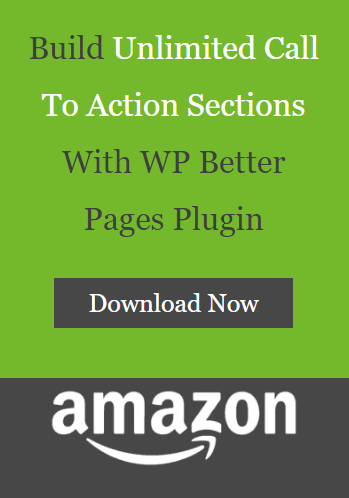 Build Unlimited Call
To Action Sections
With WP Better
Pages Plugin
Download Now
amazon